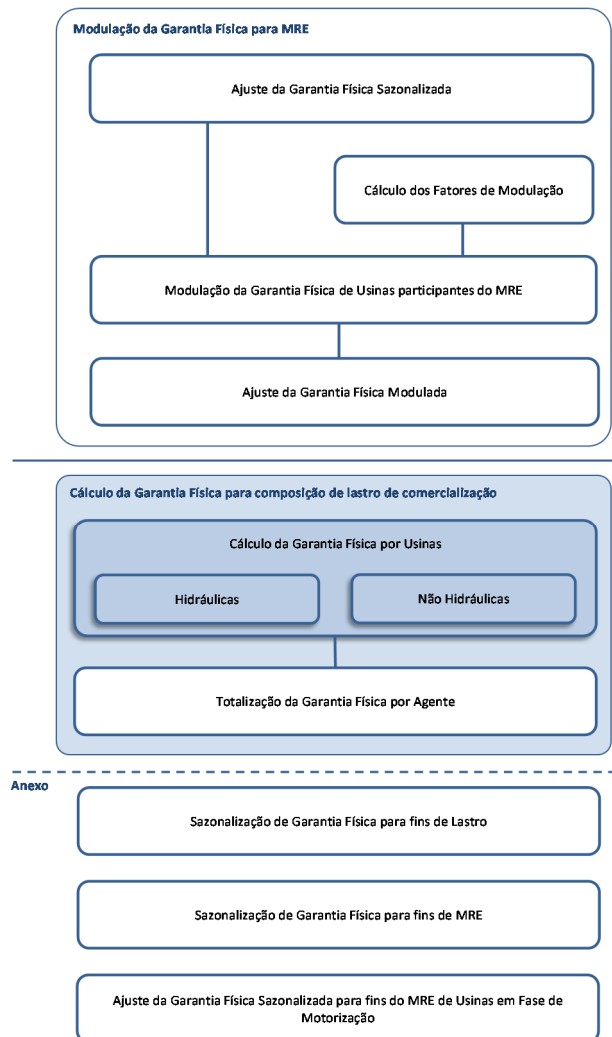 Modulação da Garantia Física para MRE
Ajuste da Garantia Física Sazonalizada
Cálculo dos Fatores de Modulação
Modulação da Garantia Física de Usinas participantes do MRE
Ajuste da Garantia Física Modulada
Cálculo da Garantia Física para composição de lastro de comercialização
Cálculo da Garantia Física por Usinas
Hidráulicas
Não Hidráulicas
Totalização da Garantia Física por Agente
Anexo
Sazonalização de Garantia Física para fins de Lastro
Sazonalização de Garantia Física para fins de MRE
Ajuste da Garantia Física Sazonalizada para fins do MRE de Usinas em Fase de
Motorização